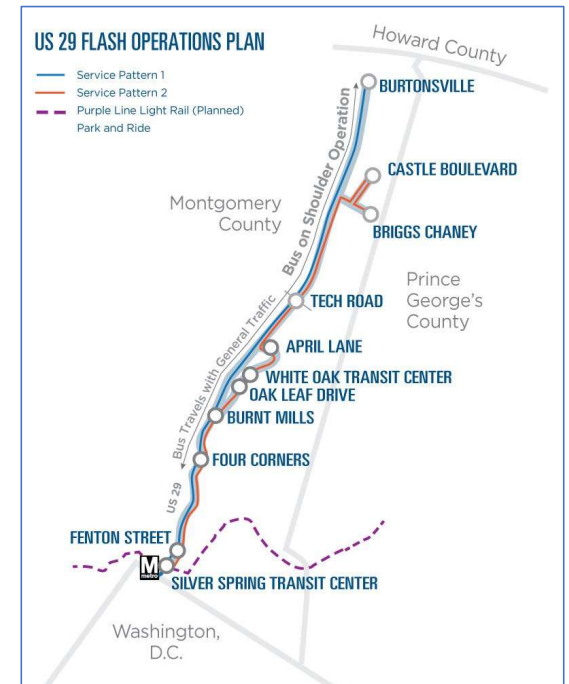 US 29 FLASH OPERATIONS PLAN
Service Pattern 1
Service Pattern 2
Purple Line Light Rail (Planned)
Park and Ride
Howard County
BURTONSVILLE
Bus on Shoulder Operation
CASTLE BOULEVARD
Montgomery
County
BRIGGS CHANEY
Prince
George's
County
TECH ROAD
Bus Travels with General Traffic
APRIL LANE
WHITE OAK TRANSIT CENTER
OAK LEAF DRIVE
BURNT MILLS
FOUR CORNERS
US 29
FENTON STREET
M
metro
SILVER SPRING TRANSIT CENTER
Washington,
D.C.